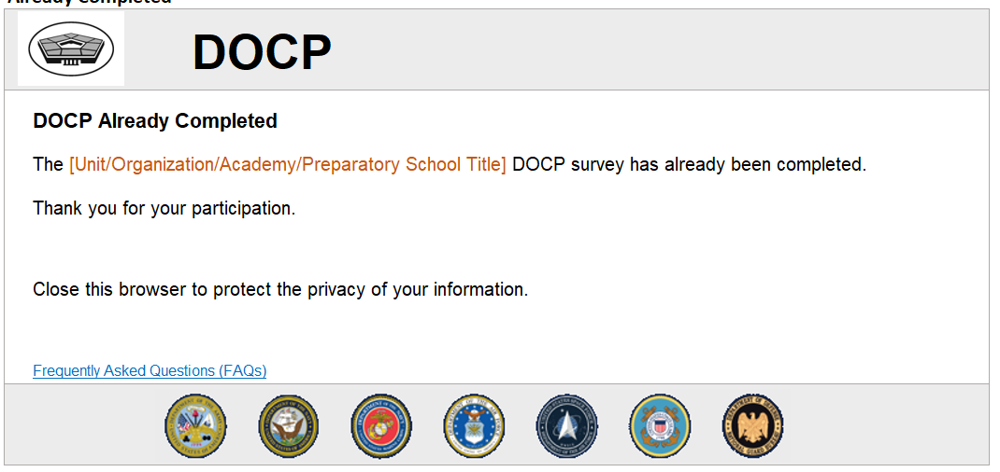 Already Completed
DOCP
DOCP Already Completed
The [Unit/Organization/Academy/Preparatory School Title] DOCP survey has already been completed.
Thank you for your participation.
Close this browser to protect the privacy of your information.
Frequently Asked Questions (FAQs)